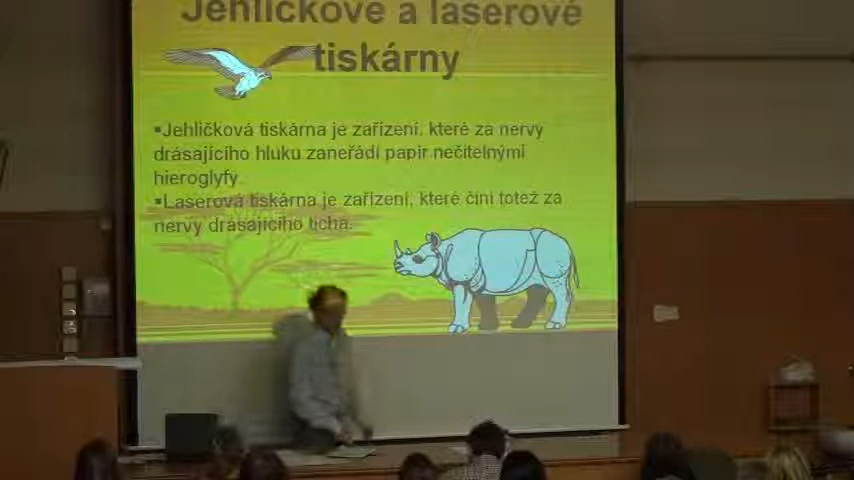 Jehličkové a laserové
tiskárny
▪Jehličková tiskárna je zařízení, které za nervy
drásajícího hluku zaneřádí papír nečitelnými
hieroglyfy.
▪Laserová tiskárna je zařízení, které činí totéž za
nervy drásajícího ticha.